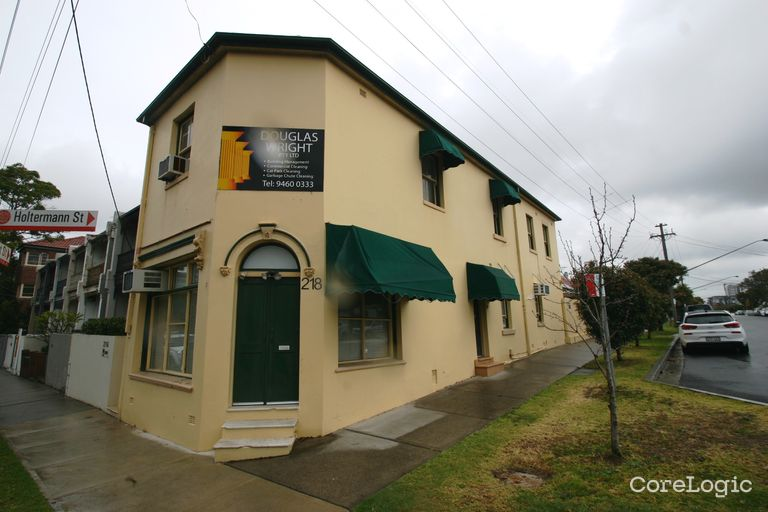 DOUGLAS
WRIGHT
PTY LTD
• Building Management
• Commercial Cleaning
• Car Park Cleaning
• Garbage Chute Cleaning
Tel: 9460 0333
Holtermann St
218
CoreLogic